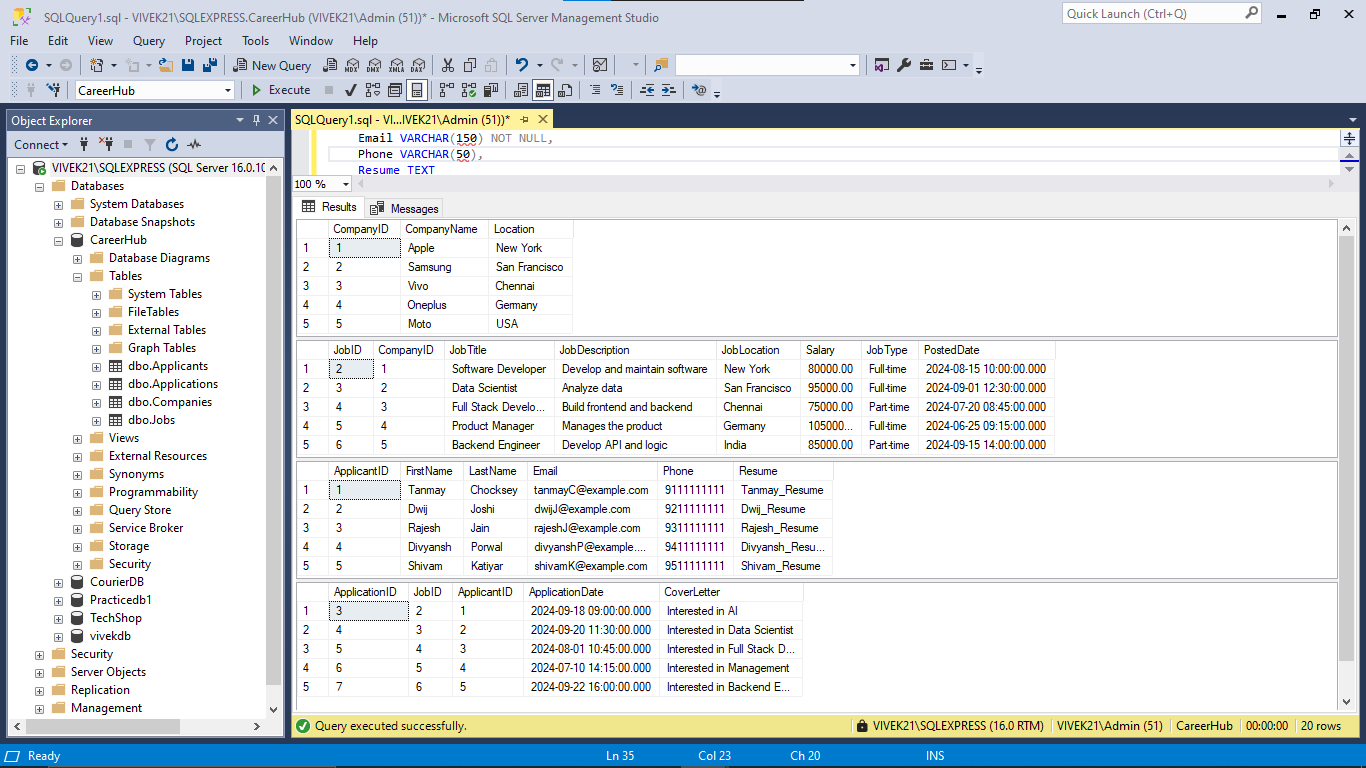 SQLQuery1.sql - VIVEK21\SQLEXPRESS.CareerHub (VIVEK21\Admin (51))* - Microsoft SQL Server Management Studio
Quick Launch (Ctrl+Q)
File Edit View Query Project Tools Window Help
New Query MDX DMX XMLA DAX
CareerHub Execute
Object Explorer
Connect
VIVEK21\SQLEXPRESS (SQL Server 16.0.10
Databases
System Databases
Database Snapshots
CareerHub
Database Diagrams
Tables
System Tables
FileTables
External Tables
Graph Tables
dbo.Applicants
dbo.Applications
dbo.Companies
dbo.Jobs
Views
External Resources
Synonyms
Programmability
Query Store
Service Broker
Storage
Security
CourierDB
Practicedb1
TechShop
vivekdb
Security
Server Objects
Replication
Management
SQLQuery1.sql - VI...IVEK21\Admin (51))*
Email VARCHAR(150) NOT NULL,
Phone VARCHAR(50),
Resume TEXT
100 %
Results Messages
CompanyID CompanyName Location
1 1 Apple New York
2 2 Samsung San Francisco
3 3 Vivo Chennai
4 4 Oneplus Germany
5 5 Moto USA
JobID CompanyID JobTitle JobDescription JobLocation Salary JobType PostedDate
1 2 1 Software Developer Develop and maintain software New York 80000.00 Full-time 2024-08-15 10:00:00.000
2 3 2 Data Scientist Analyze data San Francisco 95000.00 Full-time 2024-09-01 12:30:00.000
3 4 3 Full Stack Develo... Build frontend and backend Chennai 75000.00 Part-time 2024-07-20 08:45:00.000
4 5 4 Product Manager Manages the product Germany 105000... Full-time 2024-06-25 09:15:00.000
5 6 5 Backend Engineer Develop API and logic India 85000.00 Part-time 2024-09-15 14:00:00.000
ApplicantID FirstName LastName Email Phone Resume
1 1 Tanmay Chocksey tanmayC@example.com 9111111111 Tanmay_Resume
2 2 Dwij Joshi dwijJ@example.com 9211111111 Dwij_Resume
3 3 Rajesh Jain rajeshJ@example.com 9311111111 Rajesh_Resume
4 4 Divyansh Porwal divyanshP@example.... 9411111111 Divyansh_Resu...
5 5 Shivam Katiyar shivamK@example.com 9511111111 Shivam_Resume
ApplicationID JobID ApplicantID ApplicationDate CoverLetter
1 3 2 1 2024-09-18 09:00:00.000 Interested in AI
2 4 3 2 2024-09-20 11:30:00.000 Interested in Data Scientist
3 5 4 3 2024-08-01 10:45:00.000 Interested in Full Stack D...
4 6 5 4 2024-07-10 14:15:00.000 Interested in Management
5 7 6 5 2024-09-22 16:00:00.000 Interested in Backend E...
Query executed successfully. VIVEK21\SQLEXPRESS (16.0 RTM) VIVEK21\Admin (51) CareerHub 00:00:00 20 rows
Ready Ln 35 Col 23 Ch 20 INS